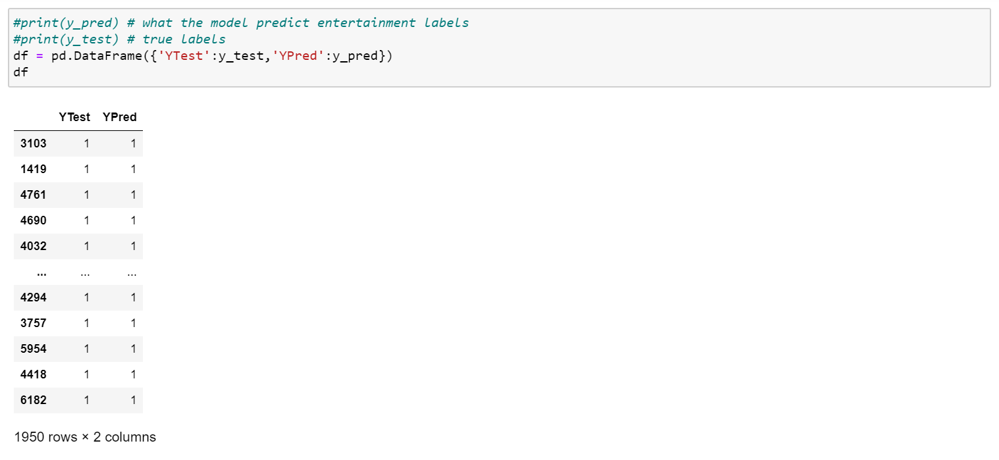 #print(y_pred) # what the model predict entertainment labels
#print(y_test) # true labels
df = pd.DataFrame({'YTest':y_test,'YPred':y_pred})
df
YTest YPred
3103 1 1
1419 1 1
4761 1 1
4690 1 1
4032 1 1
... ... ...
4294 1 1
3757 1 1
5954 1 1
4418 1 1
6182 1 1
1950 rows × 2 columns